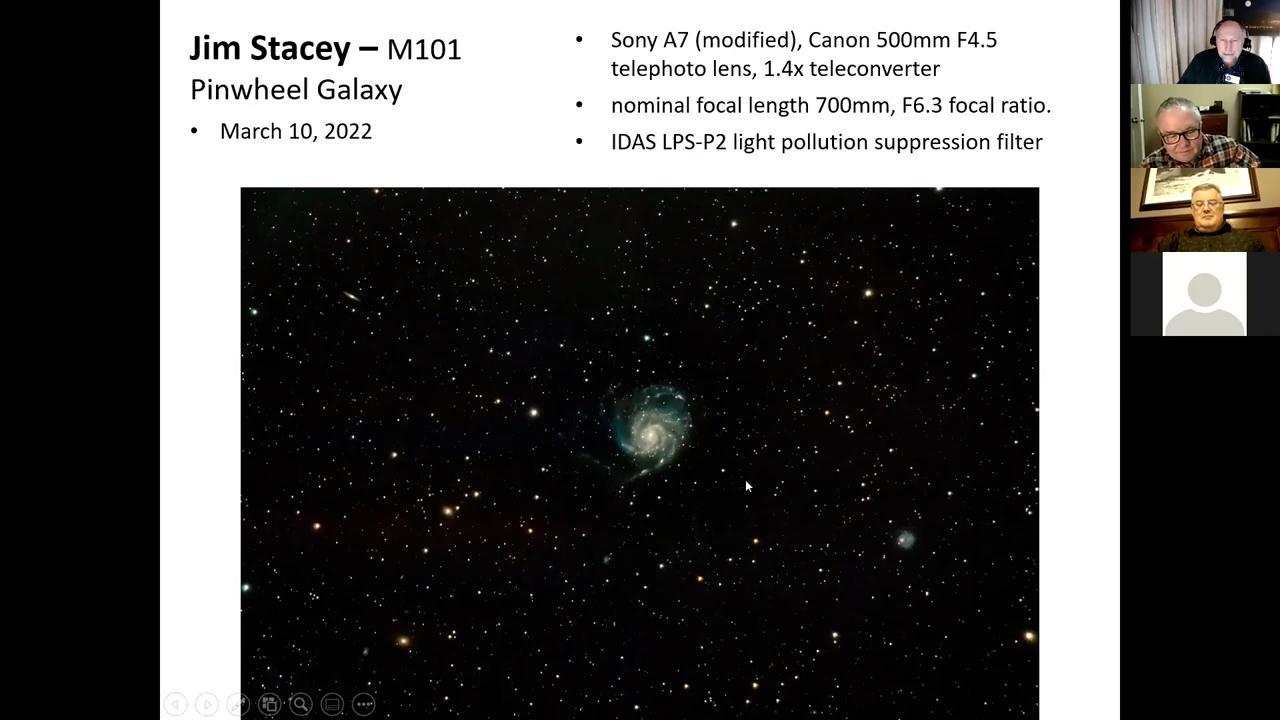 Jim Stacey – M101
Pinwheel Galaxy
• March 10, 2022
• Sony A7 (modified), Canon 500mm F4.5
telephoto lens, 1.4x teleconverter
• nominal focal length 700mm, F6.3 focal ratio.
• IDAS LPS-P2 light pollution suppression filter